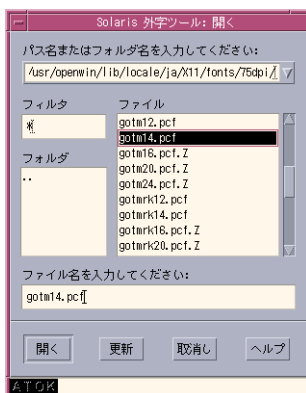 Solaris 外字ツール: 開く
パス名またはフォルダ名を入力してください:
/usr/openwin/lib/locale/ja/X11/fonts/75dpi/
フィルタ
ファイル
*
gotm12.pcf
gotm14.pcf
gotm16.pcf.Z
gotm20.pcf.Z
gotm24.pcf.Z
gotmrk12.pcf
gotmrk14.pcf
gotmrk16.pcf.Z
gotmrk20.pcf.Z
フォルダ
..
ファイル名を入力してください:
gotm14.pcf
開く
更新
取消し
ヘルプ
ATOK